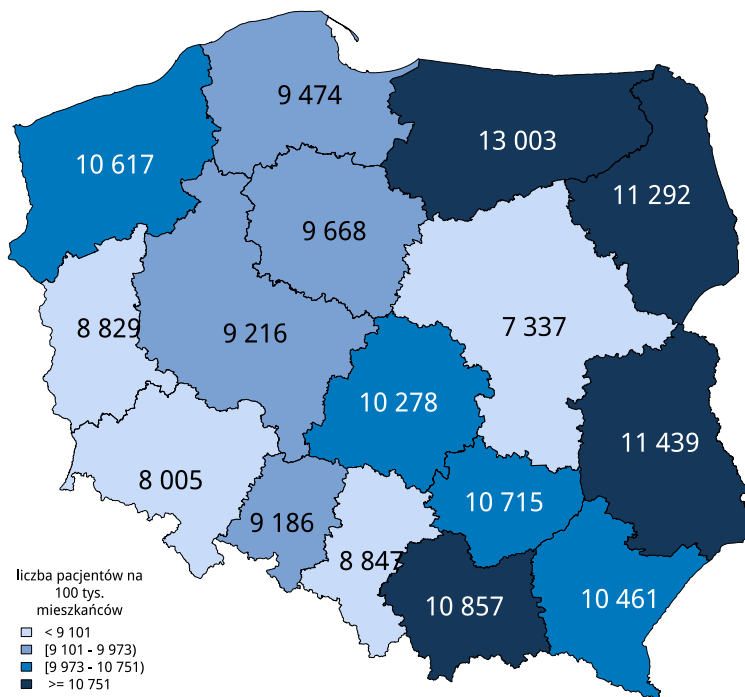 9 474
13 003
10 617
11 292
9 668
8 829
9 216
7 337
10 278
11 439
8 005
10 715
9 186
8 847
10 857
10 461
liczba pacjentów na
100 tys.
mieszkańców
< 9 101
[9 101 - 9 973)
[9 973 - 10 751)
>= 10 751